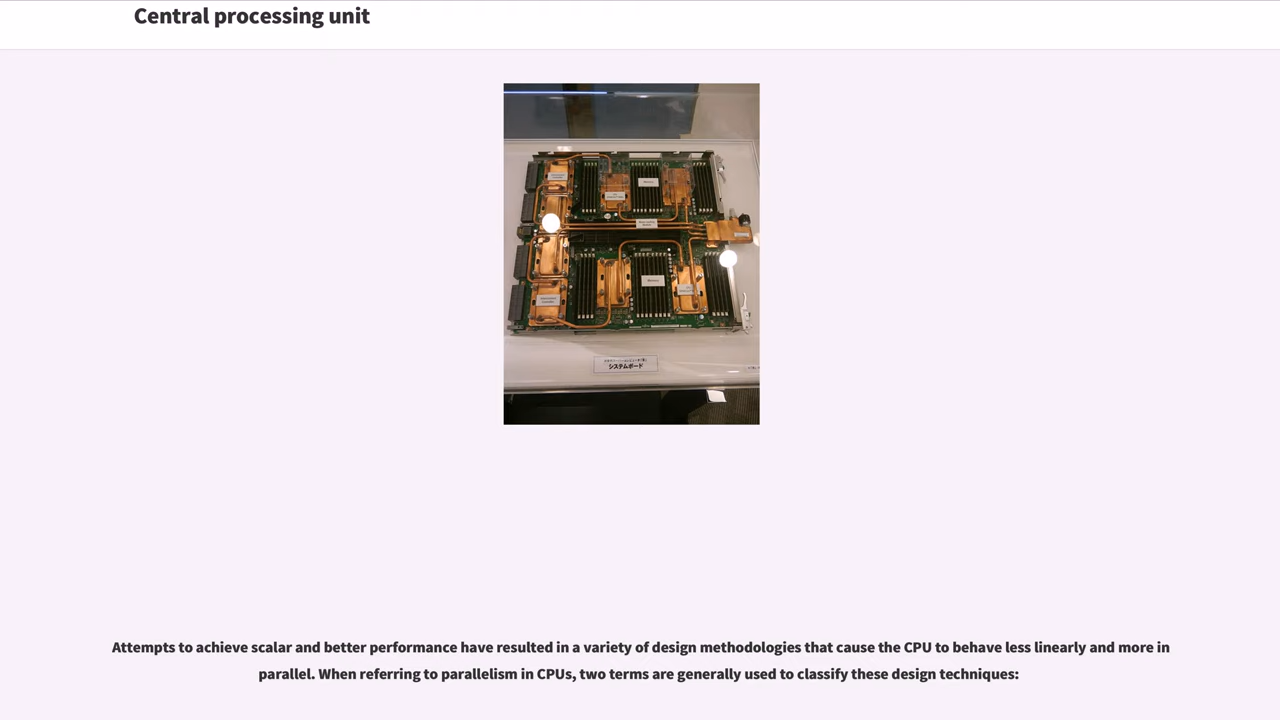 Central processing unit
Memory
Memory
システムボード
Attempts to achieve scalar and better performance have resulted in a variety of design methodologies that cause the CPU to behave less linearly and more in
parallel. When referring to parallelism in CPUs, two terms are generally used to classify these design techniques: